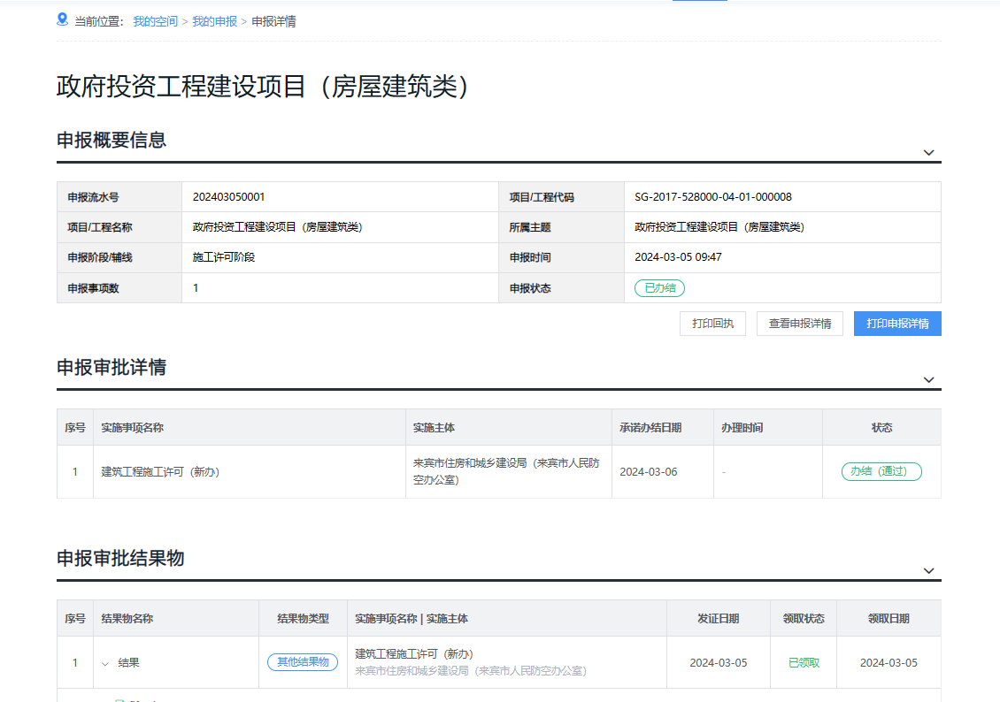 当前位置： 我的空间 > 我的申报 > 申报详情
政府投资工程建设项目（房屋建筑类）
申报概要信息
申报流水号 202403050001 项目/工程代码 SG-2017-528000-04-01-000008
项目/工程名称 政府投资工程建设项目（房屋建筑类） 所属主题 政府投资工程建设项目（房屋建筑类）
申报阶段/辅线 施工许可阶段 申报时间 2024-03-05 09:47
申报事项数 1 申报状态 已办结
打印回执 查看申报详情 打印申报详情
申报审批详情
序号 实施事项名称 实施主体 承诺办结日期 办理时间 状态
1 建筑工程施工许可（新办） 来宾市住房和城乡建设局（来宾市人民防空办公室） 2024-03-06 - 办结（通过）
申报审批结果物
序号 结果物名称 结果物类型 实施事项名称 | 实施主体 发证日期 领取状态 领取日期
1 结果 其他结果物 建筑工程施工许可（新办） 2024-03-05 已领取 2024-03-05
来宾市住房和城乡建设局（来宾市人民防空办公室）